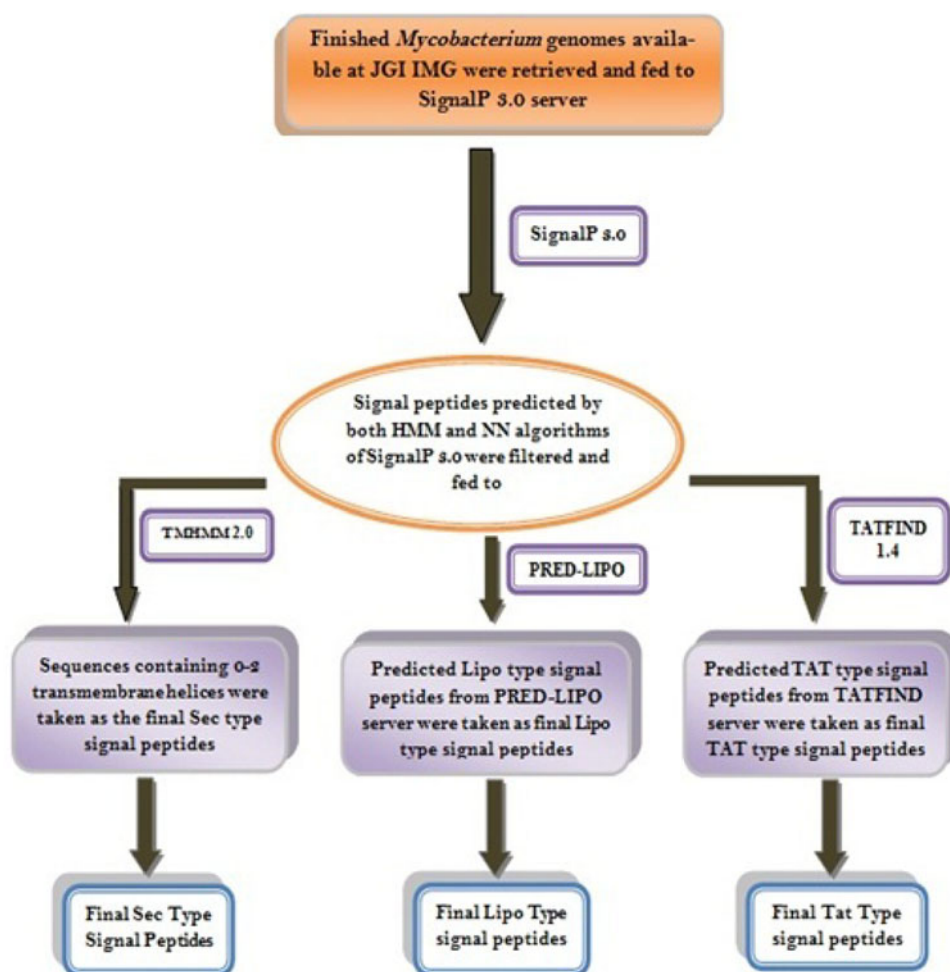 Finished Mycobacterium genomes availa-
ble at JGI IMG were retrieved and fed to
SignalP 3.0 server
SignalP 3.0
Signal peptides predicted by
both HMM and NN algorithms
of SignalP 3.0 were filtered and
fed to
TMHMM 2.0
PRED-LIPO
TATFIND
1.4
Sequences containing 0-2
transmembrane helices were
taken as the final Sec type
signal peptides
Predicted Lipo type signal
peptides from PRED-LIPO
server were taken as final Lipo
type signal peptides
Predicted TAT type signal
peptides from TATFIND
server were taken as final
TAT type signal peptides
Final Sec Type
Signal Peptides
Final Lipo Type
signal peptides
Final Tat Type
signal peptides